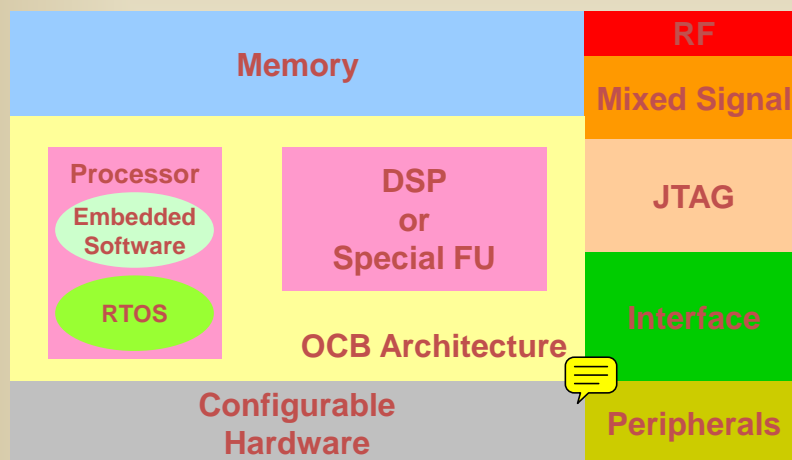 Memory
RF
Mixed Signal
Processor
Embedded
Software
RTOS
DSP
or
Special FU
OCB Architecture
JTAG
Interface
Configurable
Hardware
Peripherals